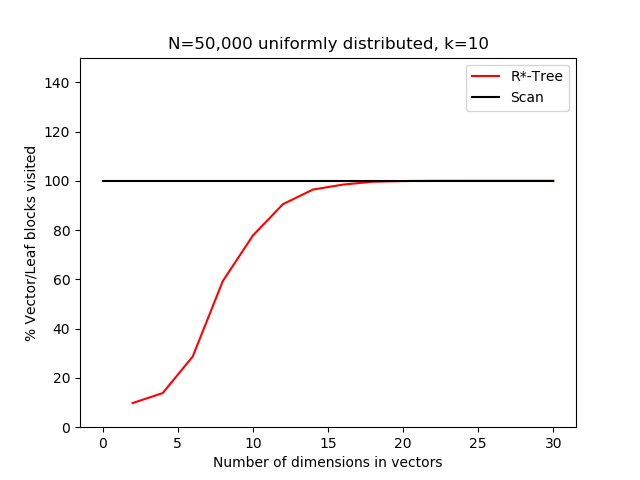 N=50,000 uniformly distributed, k=10
R*-Tree
Scan
% Vector/Leaf blocks visited
140
120
100
80
60
40
20
0
0 5 10 15 20 25 30
Number of dimensions in vectors